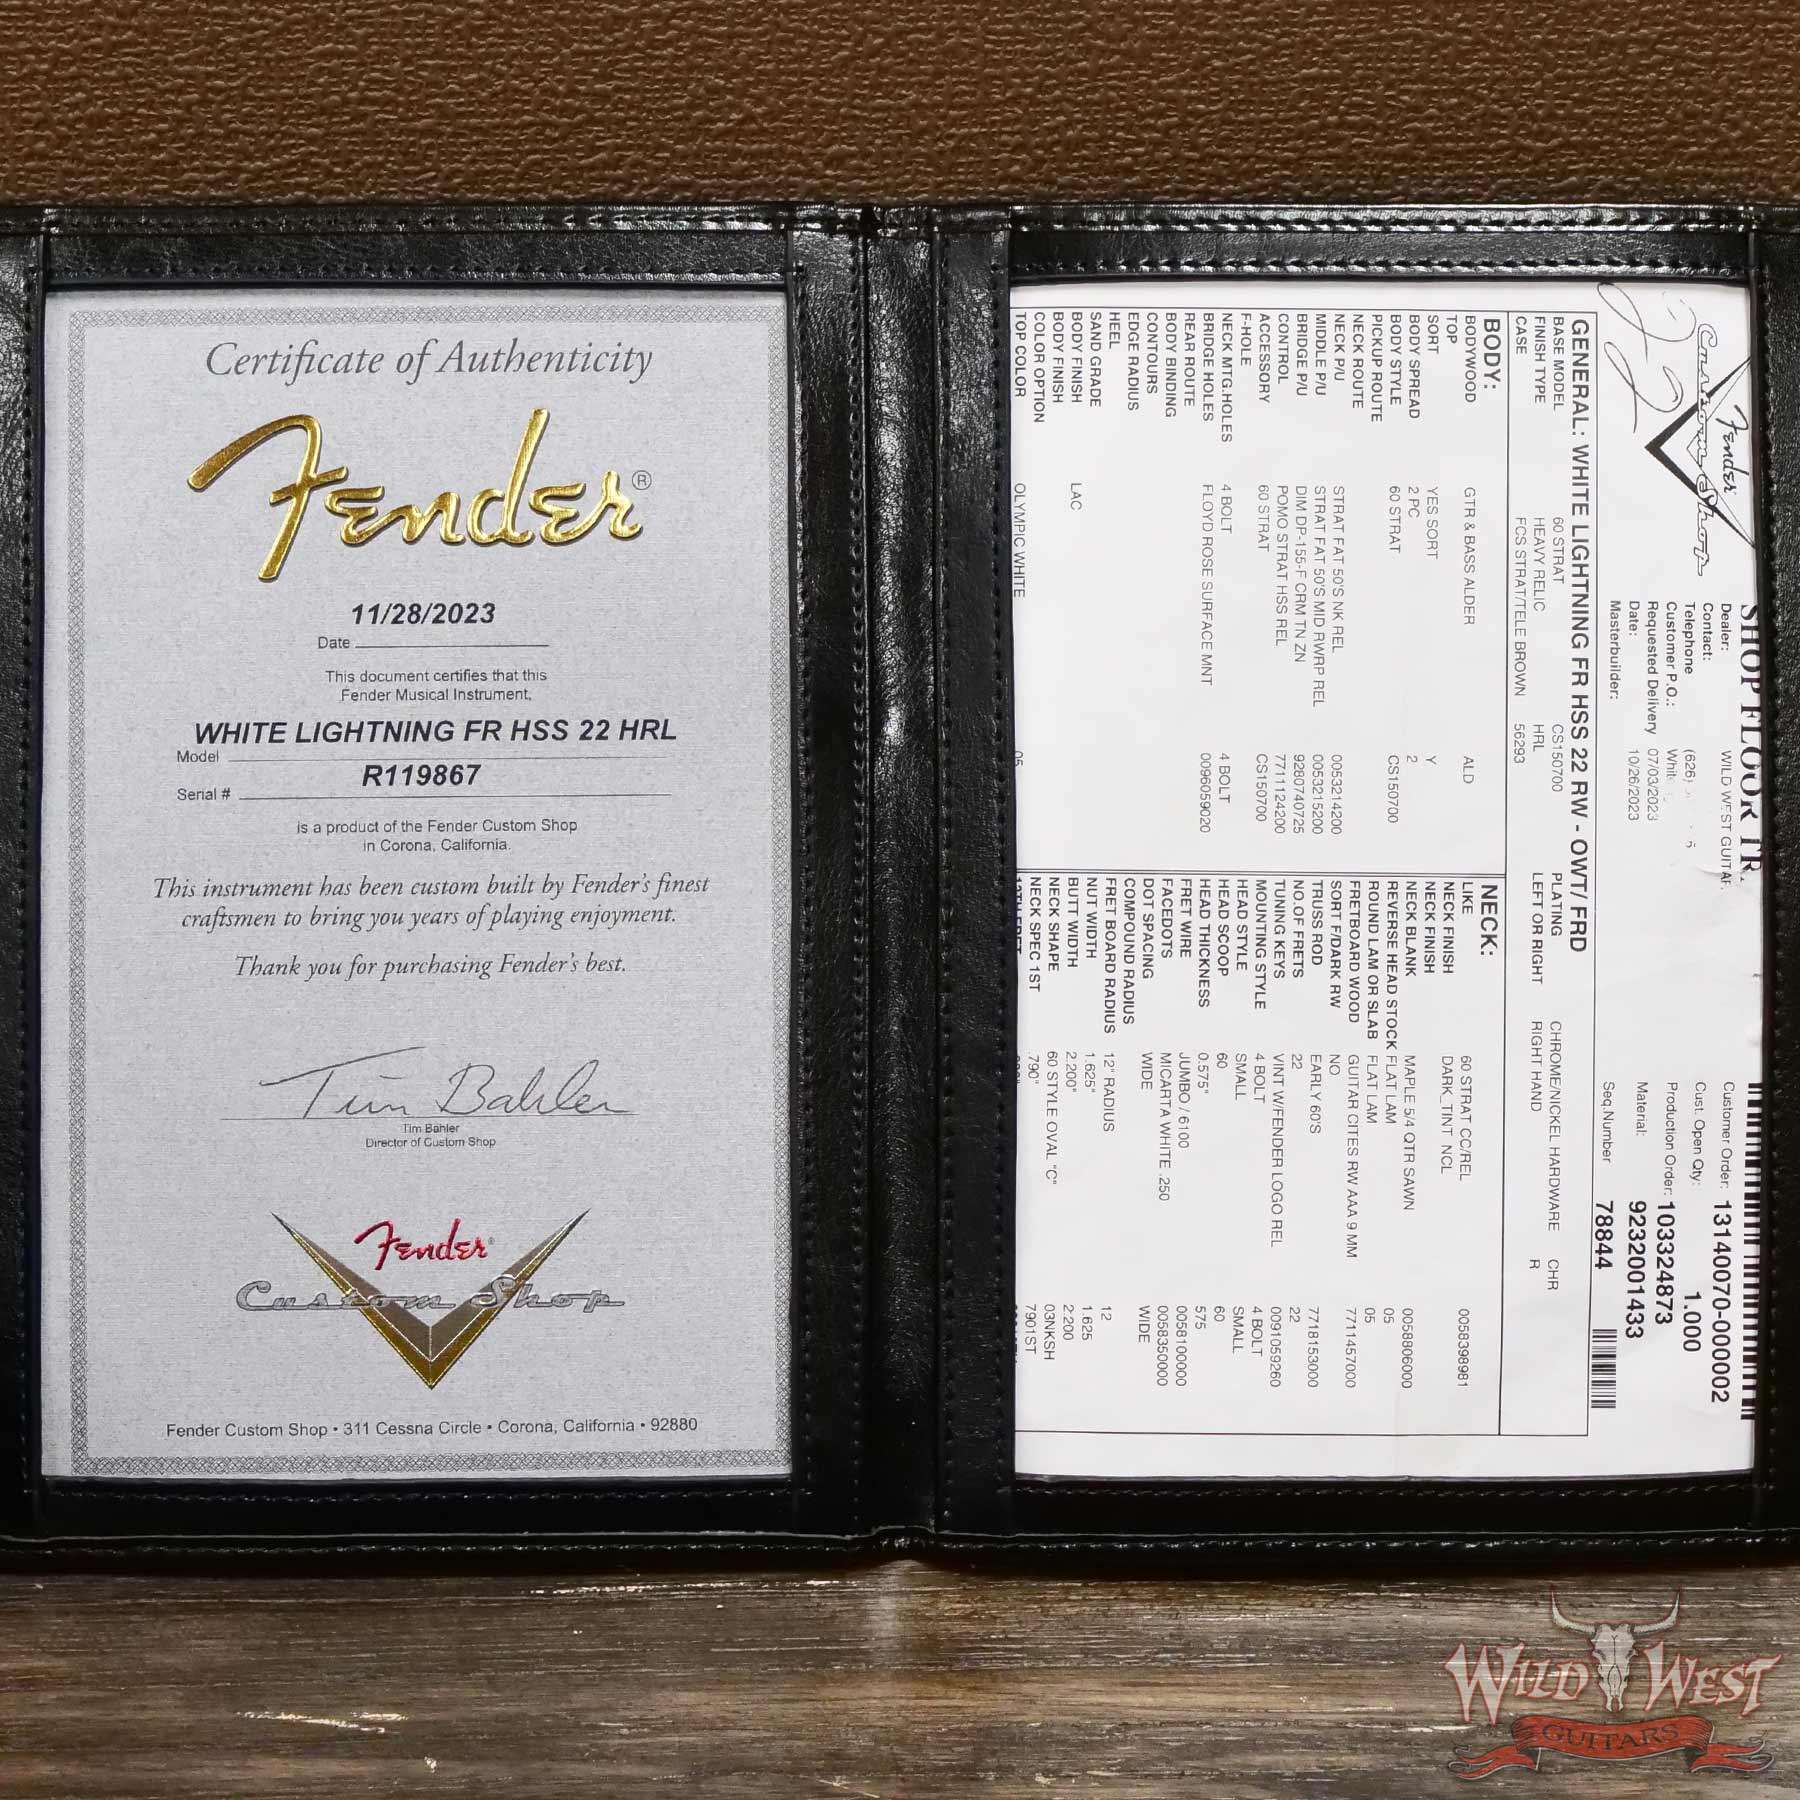 Certificate of Authenticity
Fender®
11/28/2023
Date
This document certifies that this
Fender Musical Instrument,
WHITE LIGHTNING FR HSS 22 HRL
Model
R119867
Serial #
is a product of the Fender Custom Shop
in Corona, California.
This instrument has been custom built by Fender's finest
craftsmen to bring you years of playing enjoyment.
Thank you for purchasing Fender's best.
Tim Bahler
Tim Bahler
Director of Custom Shop
Fender®
Custom Shop
Fender Custom Shop • 311 Cessna Circle • Corona, California • 92880
Fender
Custom Shop
SHOP FLOOR TR
Dealer: WILD WEST GUITAR
Contact:
Telephone (626)
Customer P.O.: White
Requested Delivery 07/03/2023
Date: 10/26/2023
Masterbuilder:
Customer Order: 13140070-000002
Cust. Open Qty: 1.000
Production Order: 103324873
Material: 9232001433
Seq.Number 78844
GENERAL: WHITE LIGHTNING FR HSS 22 RW - OWT/ FRD
BASE MODEL 60 STRAT CS150700 PLATING CHROME/NICKEL HARDWARE CHR
FINISH TYPE HEAVY RELIC HRL LEFT OR RIGHT RIGHT HAND R
CASE FCS STRAT/TELE BROWN 56293
BODY:
BODYWOOD GTR & BASS ALDER ALD
TOP
SORT YES SORT Y
BODY SPREAD 2 PC 2
BODY STYLE 60 STRAT CS150700
PICKUP ROUTE
NECK ROUTE
NECK P/U STRAT FAT 50'S NK REL 0053214200
MIDDLE P/U STRAT FAT 50'S MID RWRP REL 0053215200
BRIDGE P/U DIM DP-155-F CRM TN ZN 9280740725
CONTROL POMO STRAT HSS REL 7711124200
ACCESSORY 60 STRAT CS150700
F-HOLE
NECK MTG.HOLES 4 BOLT 4 BOLT
BRIDGE HOLES FLOYD ROSE SURFACE MNT 0096059020
REAR ROUTE
BODY BINDING
CONTOURS
EDGE RADIUS
HEEL
SAND GRADE
BODY FINISH LAC
BODY FINISH
COLOR OPTION
TOP COLOR OLYMPIC WHITE 05
NECK:
LIKE 60 STRAT CC/REL 0058398981
NECK FINISH DARK_TINT NCL
NECK FINISH
NECK BLANK MAPLE 5/4 QTR SAWN 0058806000
REVERSE HEAD STOCK FLAT LAM 05
ROUND LAM OR SLAB FLAT LAM 05
FRETBOARD WOOD GUITAR CITES RW AAA 9 MM 7711457000
SORT F/DARK RW NO
TRUSS ROD EARLY 60'S 7718153000
NO.OF FRETS 22 22
TUNING KEYS VINT W/FENDER LOGO REL 0091059260
MOUNTING STYLE 4 BOLT 4 BOLT
HEAD STYLE SMALL SMALL
HEAD SCOOP 60 60
HEAD THICKNESS 0.575" 575
FRET WIRE JUMBO / 6100 0058100000
FACEDOTS MICARTA WHITE .250 0058350000
DOT SPACING WIDE WIDE
COMPOUND RADIUS
FRET BOARD RADIUS 12" RADIUS 12
NUT WIDTH 1.625" 1.625
BUTT WIDTH 2.200" 2.200
NECK SHAPE 60 STYLE OVAL "C" 03NKSH
NECK SPEC 1ST .790" 7901ST
WILD WEST
GUITARS